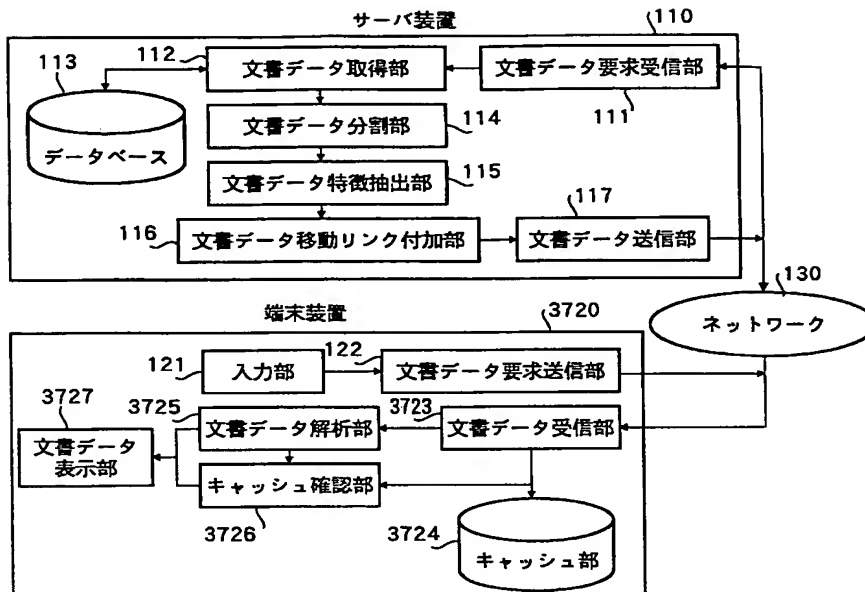 サーバ装置
110
113
112
文書データ取得部
文書データ要求受信部
111
データベース
文書データ分割部
114
文書データ特徴抽出部
115
116
文書データ移動リンク付加部
117
文書データ送信部
130
ネットワーク
端末装置
3720
121
入力部
122
文書データ要求送信部
3727
文書データ
表示部
3725
文書データ解析部
3723
文書データ受信部
キャッシュ確認部
3726
3724
キャッシュ部